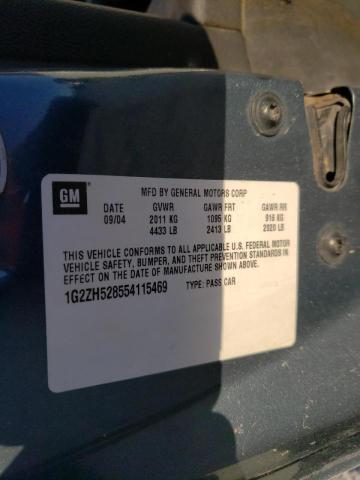 GM
MFD BY GENERAL MOTORS CORP
DATE GVWR GAWR FRT GAWR RR
09/04 2011 KG 1095 KG 916 KG
4433 LB 2413 LB 2020 LB
THIS VEHICLE CONFORMS TO ALL APPLICABLE U.S. FEDERAL MOTOR
VEHICLE SAFETY, BUMPER, AND THEFT PREVENTION STANDARDS IN
EFFECT ON THE DATE OF MANUFACTURE SHOWN ABOVE.
1G2ZH528554115469 TYPE: PASS CAR